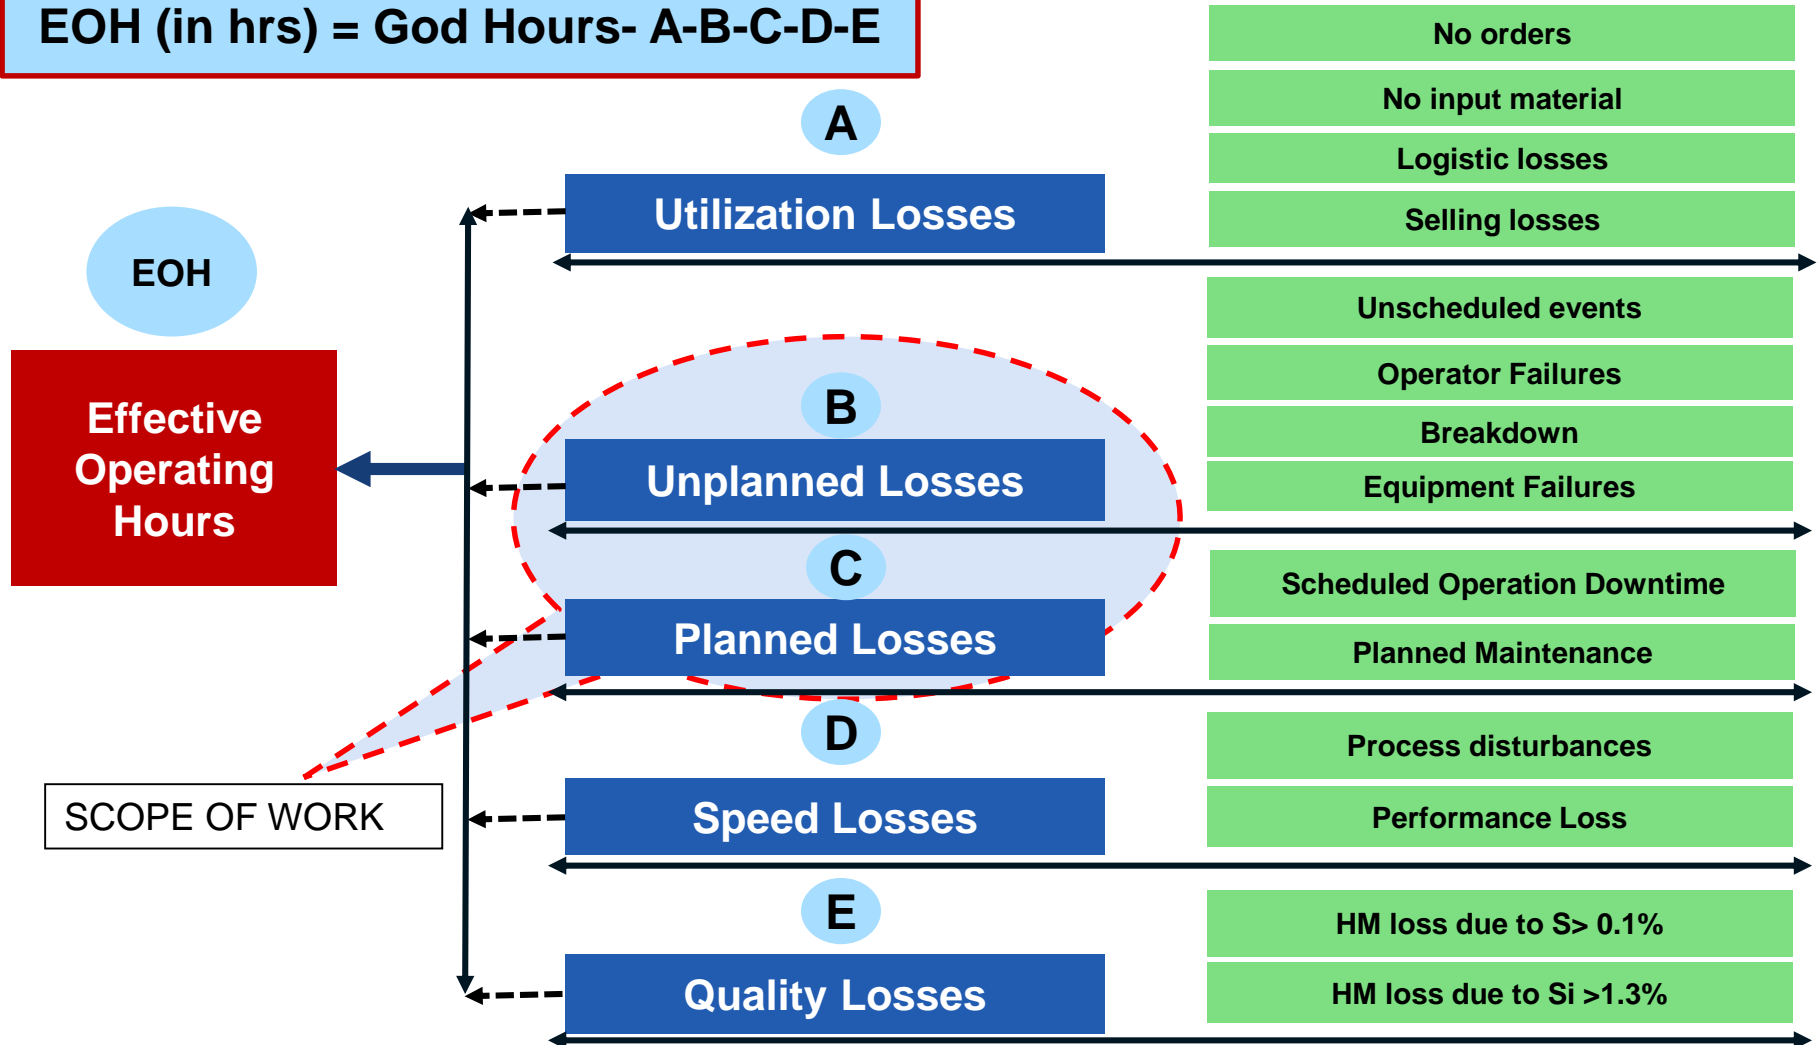 EOH (in hrs) = God Hours- A-B-C-D-E
No orders
No input material
A
Logistic losses
Utilization Losses
Selling losses
EOH
Unscheduled events
Operator Failures
B
Effective
Operating
Hours
Breakdown
Unplanned Losses
Equipment Failures
C
Scheduled Operation Downtime
Planned Losses
Planned Maintenance
D
Process disturbances
SCOPE OF WORK
Speed Losses
Performance Loss
E
HM loss due to S> 0.1%
Quality Losses
HM loss due to Si >1.3%